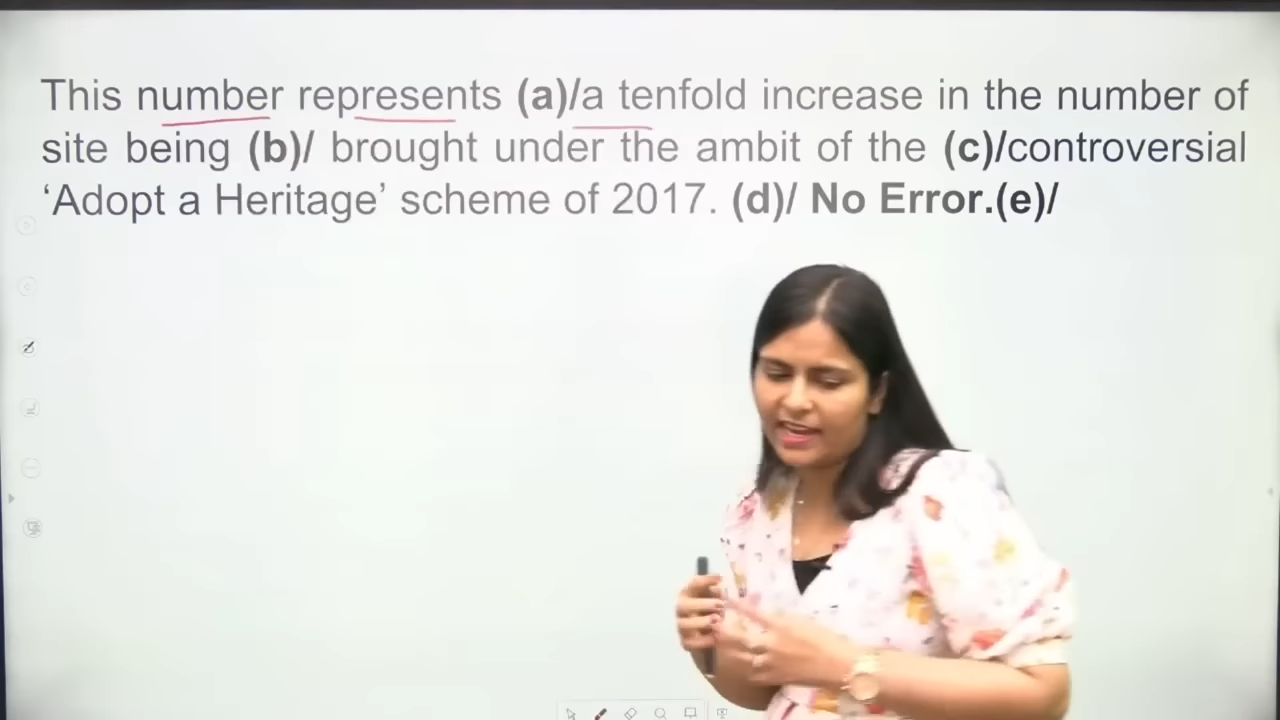 This number represents (a)/a tenfold increase in the number of
site being (b)/ brought under the ambit of the (c)/controversial
‘Adopt a Heritage’ scheme of 2017. (d)/ No Error.(e)/